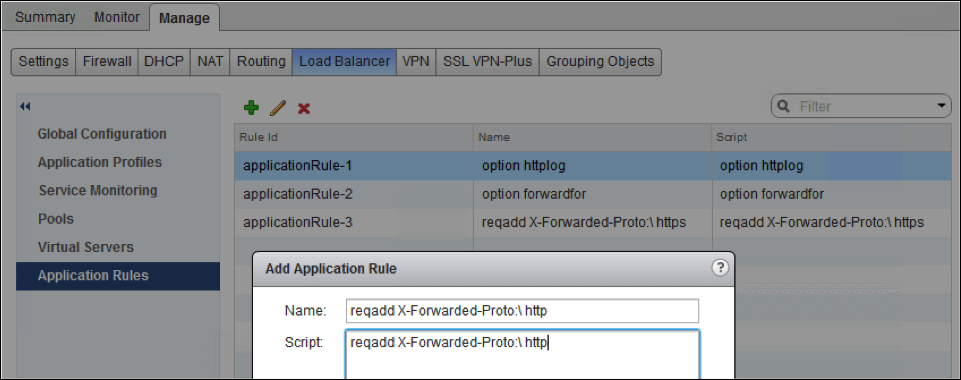 Summary Monitor Manage
Settings Firewall DHCP NAT Routing Load Balancer VPN SSL VPN-Plus Grouping Objects
Filter
Global Configuration
Application Profiles
Service Monitoring
Pools
Virtual Servers
Application Rules
Rule Id Name Script
applicationRule-1 option httplog option httplog
applicationRule-2 option forwardfor option forwardfor
applicationRule-3 reqadd X-Forwarded-Proto:\ https reqadd X-Forwarded-Proto:\ https
Add Application Rule ?
Name: reqadd X-Forwarded-Proto:\ http
Script: reqadd X-Forwarded-Proto:\ http